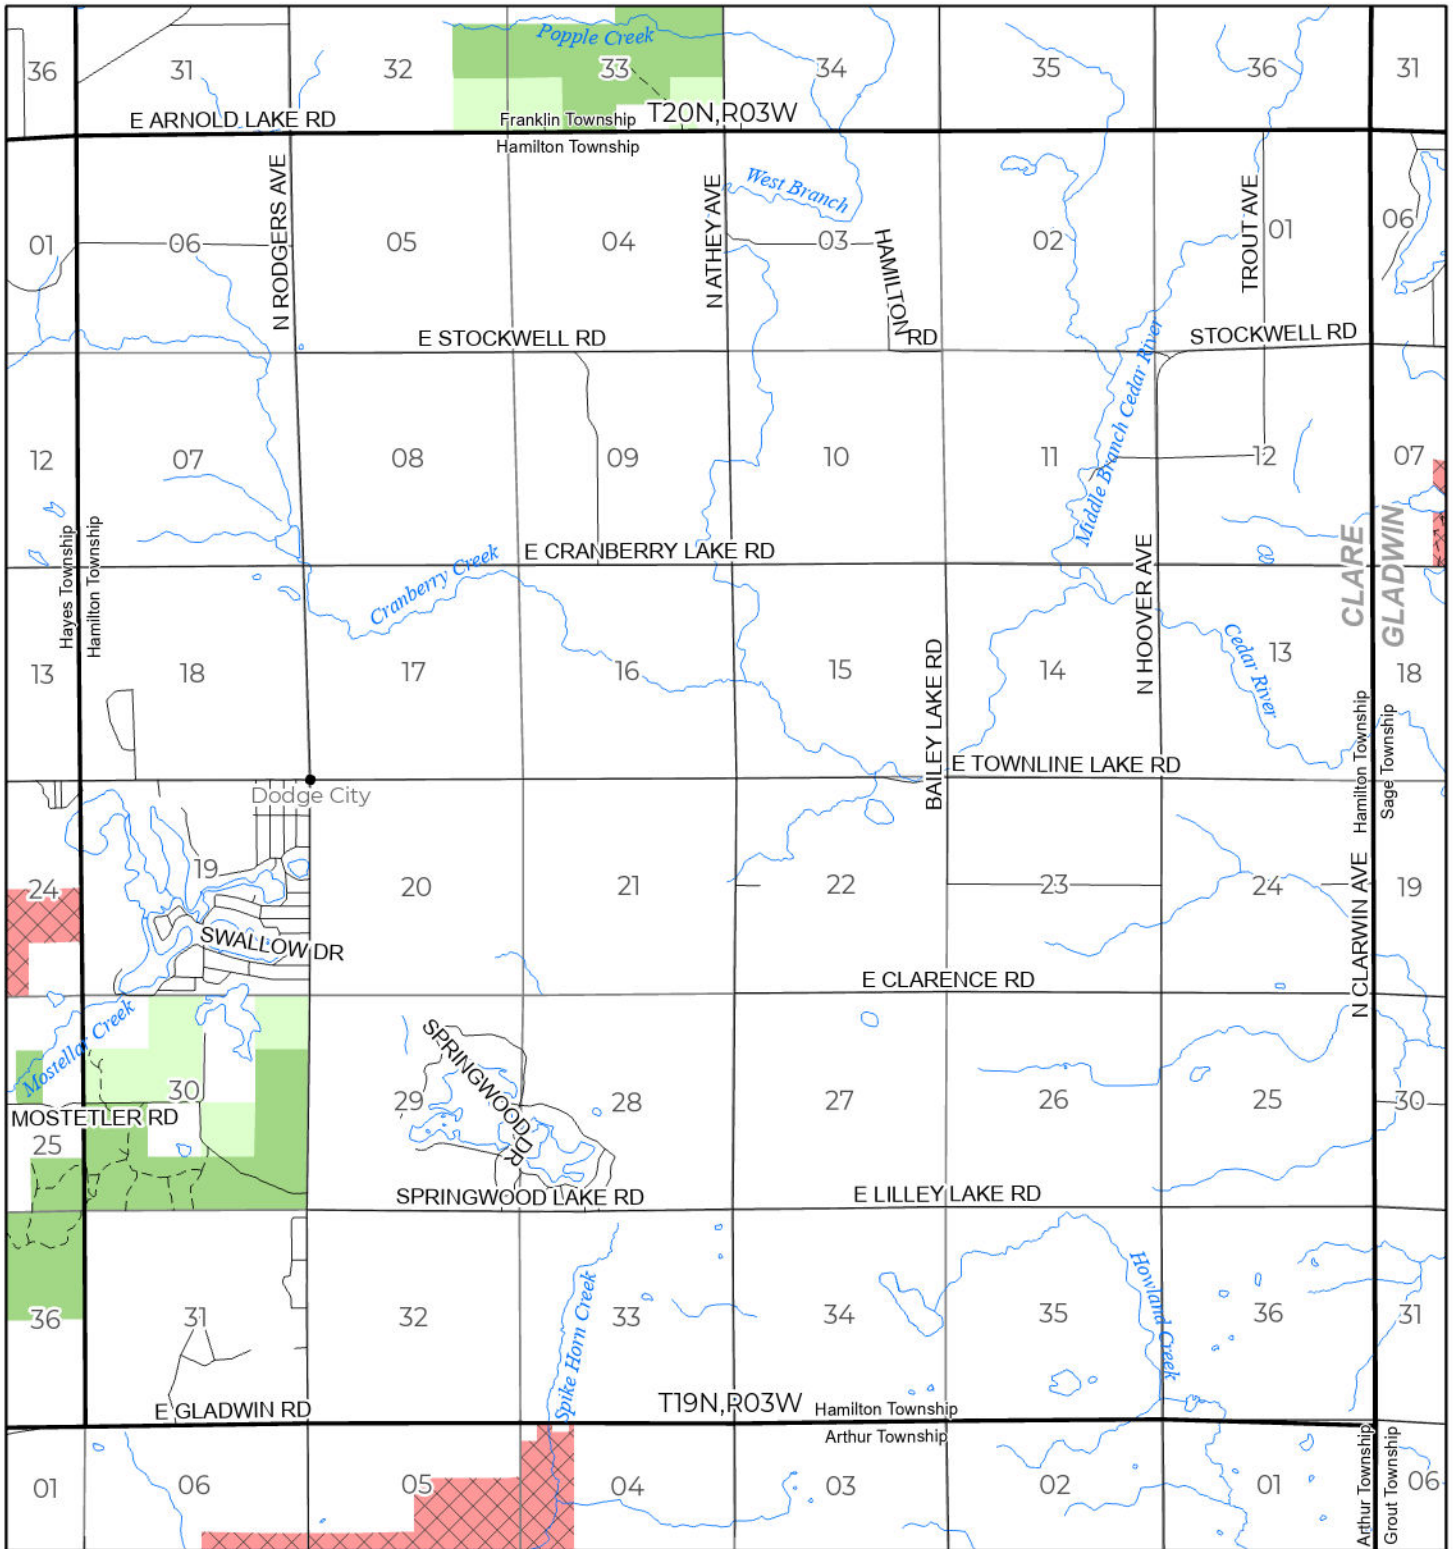 Popple Creek
36
31
32
33
34
35
36
31
E ARNOLD LAKE RD
Franklin Township
T20N,R03W
Hamilton Township
N RODGERS AVE
N ATHEY AVE
West Branch
TROUT AVE
01
06
05
04
03
HAMILTON
RD
02
01
06
E STOCKWELL RD
STOCKWELL RD
Middle Branch Cedar River
12
07
08
09
10
11
12
07
Hayes Township
Hamilton Township
Cranberry Creek
E CRANBERRY LAKE RD
N HOOVER AVE
CLARE
GLADWIN
13
18
17
16
15
14
Cedar River
13
18
BAILEY LAKE RD
E TOWNLINE LAKE RD
Hamilton Township
Sage Township
Dodge City
24
19
20
21
22
23
24
19
N CLARWIN AVE
SWALLOW DR
E CLARENCE RD
Mostellar Creek
SPRINGWOOD DR
30
29
28
27
26
25
30
MOSTETLER RD
25
SPRINGWOOD LAKE RD
E LILLEY LAKE RD
Spike Horn Creek
Howland Creek
36
31
32
33
34
35
36
31
E GLADWIN RD
T19N,R03W
Hamilton Township
Arthur Township
Arthur Township
Grout Township
01
06
05
04
03
02
01
06